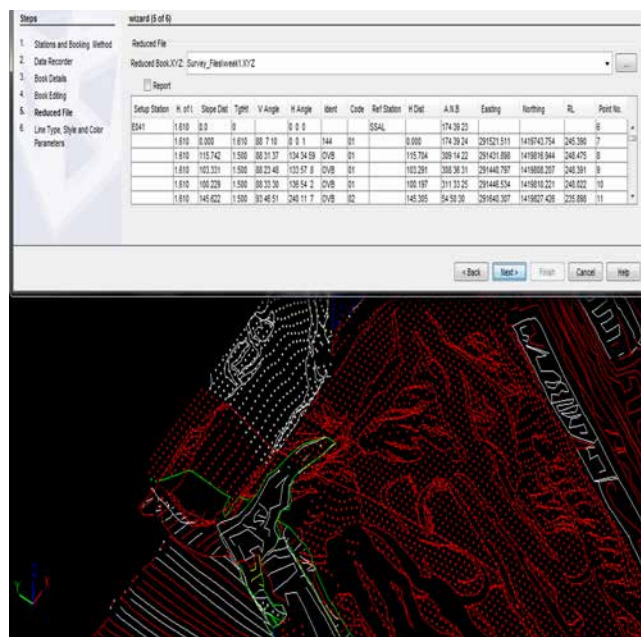 Steps
wizard (5 of 6)
1. Stations and Booking Method
2. Data Recorder
3. Book Details
4. Book Editing
5. Reduced File
6. Line Type, Style and Color Parameters
Reduced File
Reduced Book.XYZ: Survey_Files\weak1.XYZ ...
Report
Setup Station H. of I. Slope Dist TgtHt V Angle H Angle Ident Code Ref Station H Dist A.N.B Easting Northing RL Point No.
E041 1.610 0.0 0 0 0 0 SSAL 174 39 23 6
1.610 0.000 1.610 88 7 10 0 0 1 144 01 0.000 174 39 24 291521.511 1419743.754 245.390 7
1.610 115.742 1.500 88 31 37 134 34 59 OVB 01 115.704 309 14 22 291431.898 1419816.944 248.475 8
1.610 103.331 1.500 88 23 48 133 57 8 OVB 01 103.291 308 36 31 291440.797 1419808.207 248.391 9
1.610 100.229 1.500 88 33 30 136 54 2 OVB 01 100.197 311 33 25 291446.534 1419810.221 248.022 10
1.610 145.622 1.500 93 46 51 240 11 7 OVB 02 145.305 54 50 30 291640.307 1419827.426 235.898 11
< Back Next > Finish Cancel Help